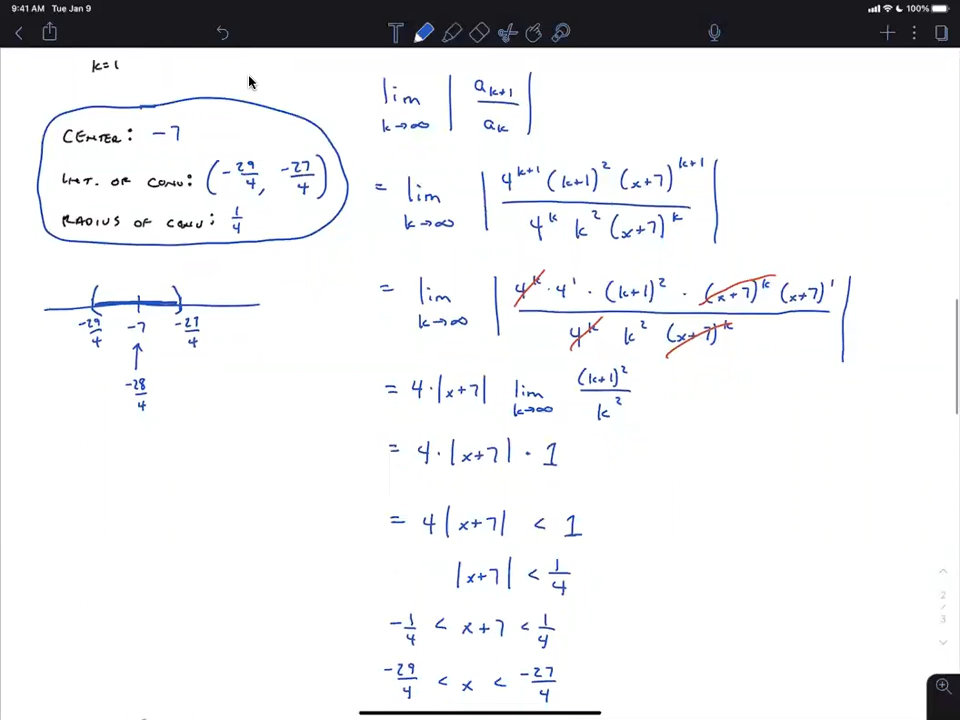 9:41 AM Tue Jan 9
100%
k=1
CENTER: -7
INT. OF CONV: (-29/4, -27/4)
RADIUS OF CONV: 1/4
-29/4 -7 -27/4
-28/4
lim k→∞ | a_{k+1} / a_k |
= lim k→∞ | 4^{k+1} (k+1)^2 (x+7)^{k+1} / 4^k k^2 (x+7)^k |
= lim k→∞ | 4^k · 4^1 · (k+1)^2 · (x+7)^k (x+7)^1 / 4^k k^2 (x+7)^k |
= 4 · |x+7| lim k→∞ (k+1)^2 / k^2
= 4 · |x+7| · 1
= 4 |x+7| < 1
|x+7| < 1/4
-1/4 < x+7 < 1/4
-29/4 < x < -27/4
2 / 3